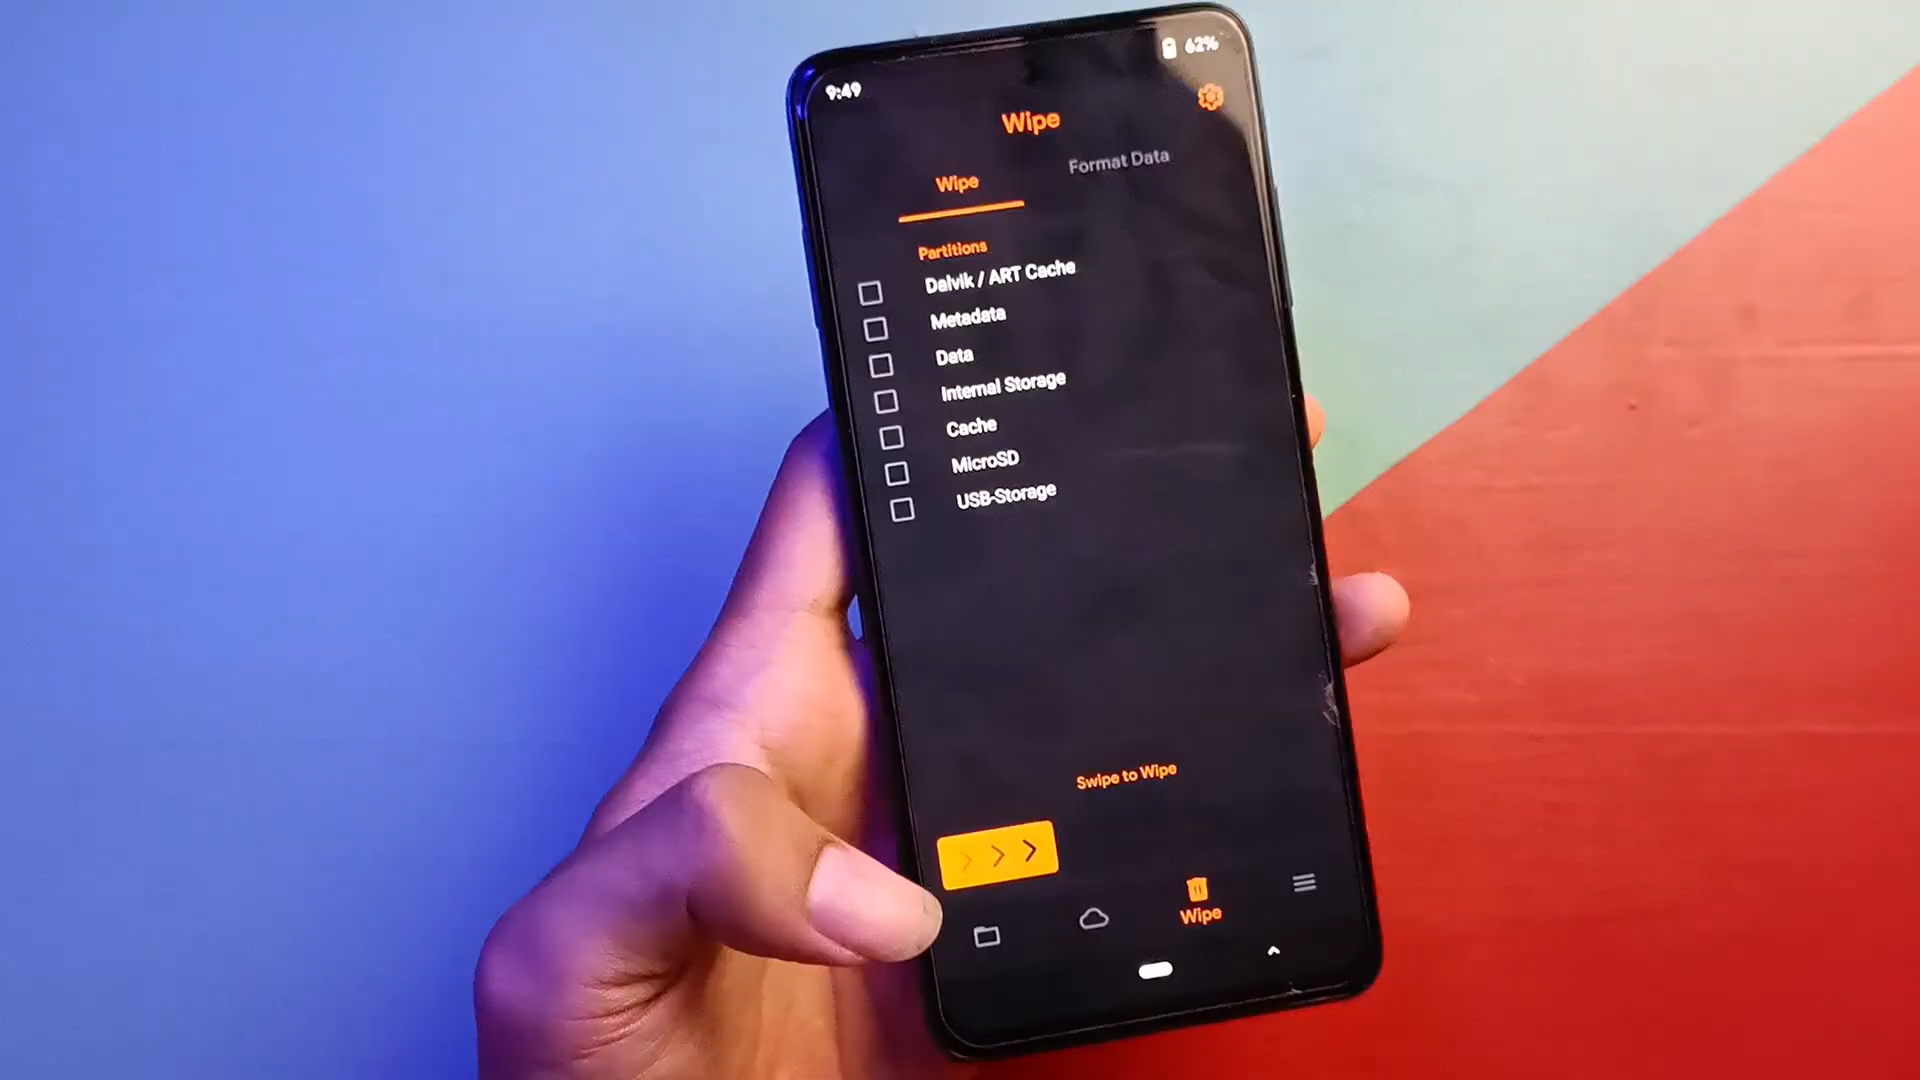 9:49
62%
Wipe
Wipe
Format Data
Partitions
Dalvik / ART Cache
Metadata
Data
Internal Storage
Cache
MicroSD
USB-Storage
Swipe to Wipe
Wipe